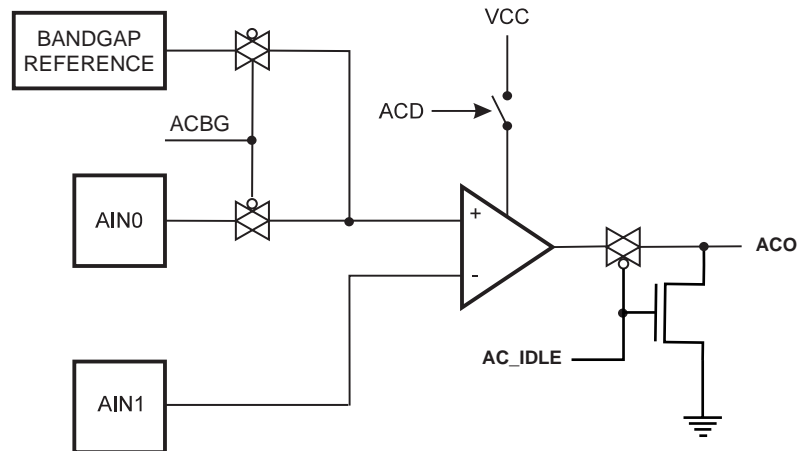 BANDGAP
REFERENCE
VCC
ACBG
ACD
AIN0
+
-
ACO
AC_IDLE
AIN1